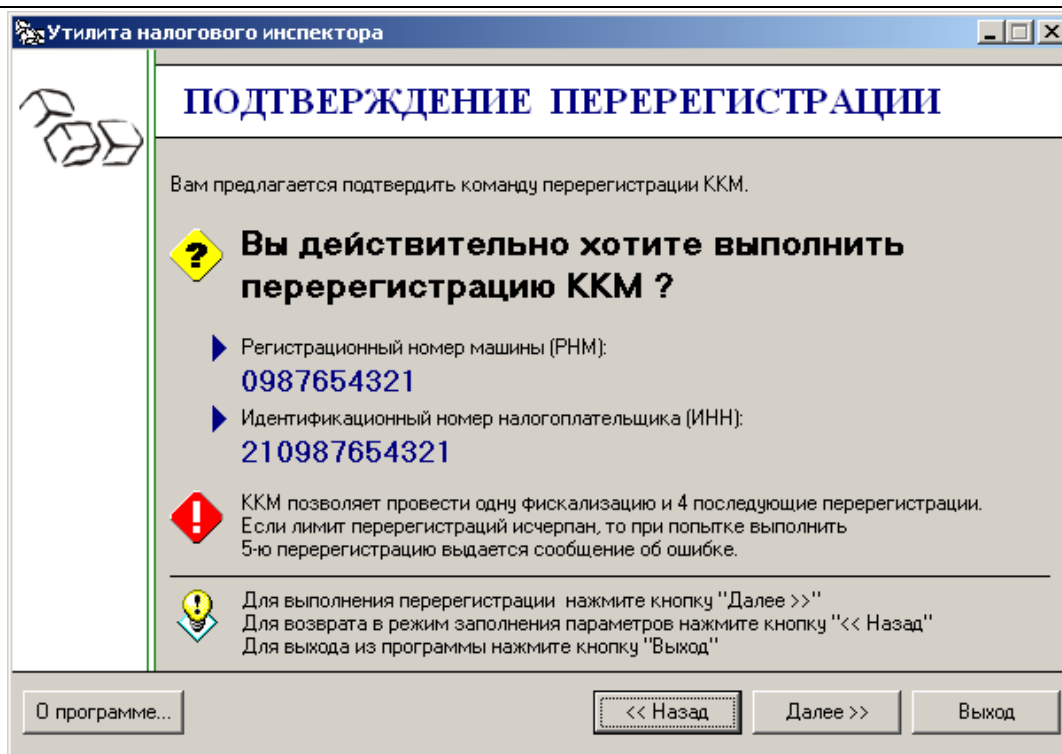 Утилита налогового инспектора
ПОДТВЕРЖДЕНИЕ ПЕРЕРЕГИСТРАЦИИ
Вам предлагается подтвердить команду перерегистрации ККМ.
Вы действительно хотите выполнить
перерегистрацию ККМ ?
Регистрационный номер машины (РНМ):
0987654321
Идентификационный номер налогоплательщика (ИНН):
210987654321
ККМ позволяет провести одну фискализацию и 4 последующие перерегистрации.
Если лимит перерегистраций исчерпан, то при попытке выполнить
5-ю перерегистрацию выдается сообщение об ошибке.
Для выполнения перерегистрации нажмите кнопку "Далее >>"
Для возврата в режим заполнения параметров нажмите кнопку "<< Назад"
Для выхода из программы нажмите кнопку "Выход"
О программе... << Назад Далее >> Выход